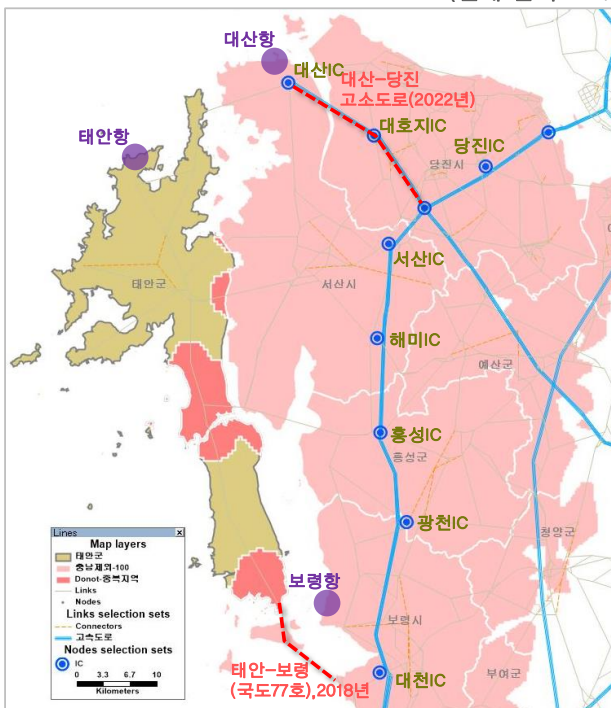 대산항
대산IC
대산-당진
고소도로(2022년)
대호지IC
태안항
당진IC
당진시
서산IC
태안군
서산시
해미IC
예산군
홍성IC
홍성군
광천IC
청양군
보령항
보령시
태안-보령
(국도77호),2018년
대천IC
부여군
Lines
Map layers
태안군
충남제외-100
Donot-중복지역
Links
Nodes
Links selection sets
Connectors
고속도로
Nodes selection sets
IC
0 3.3 6.7 10
Kilometers